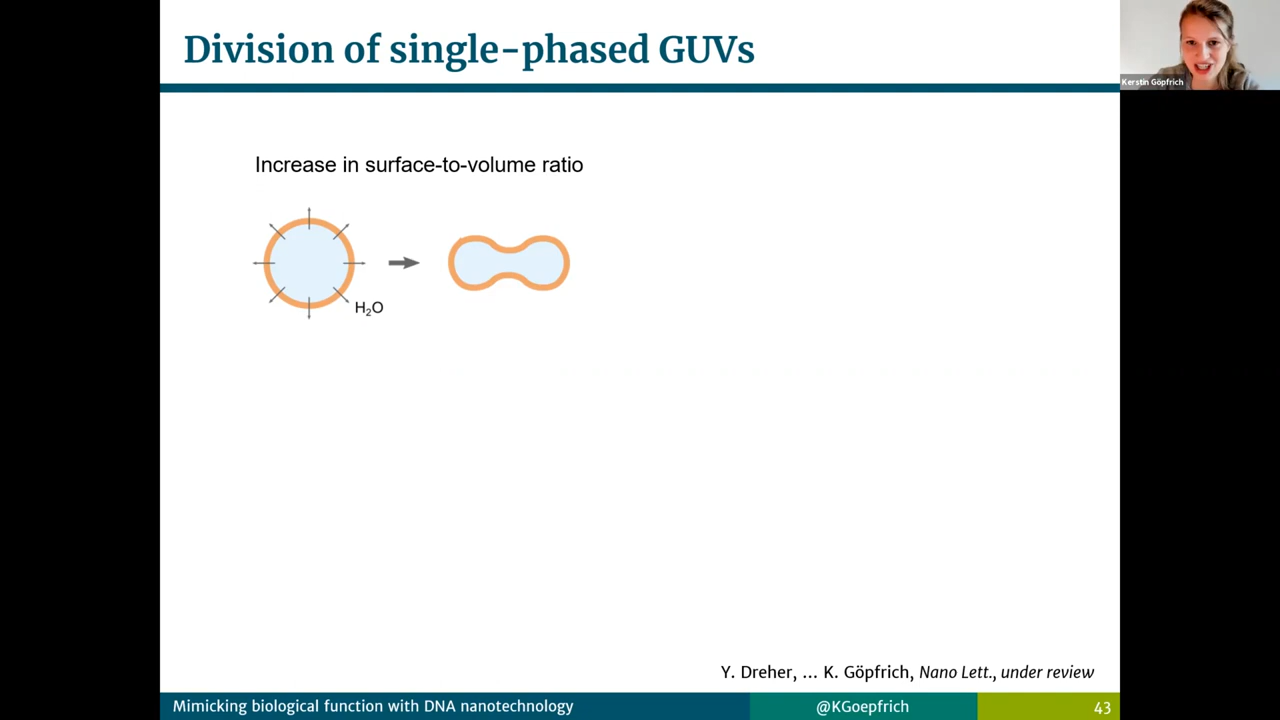 Division of single-phased GUVs
Kerstin Göpfrich
Increase in surface-to-volume ratio
H₂O
Y. Dreher, ... K. Göpfrich, Nano Lett., under review
Mimicking biological function with DNA nanotechnology
@KGoepfrich
43